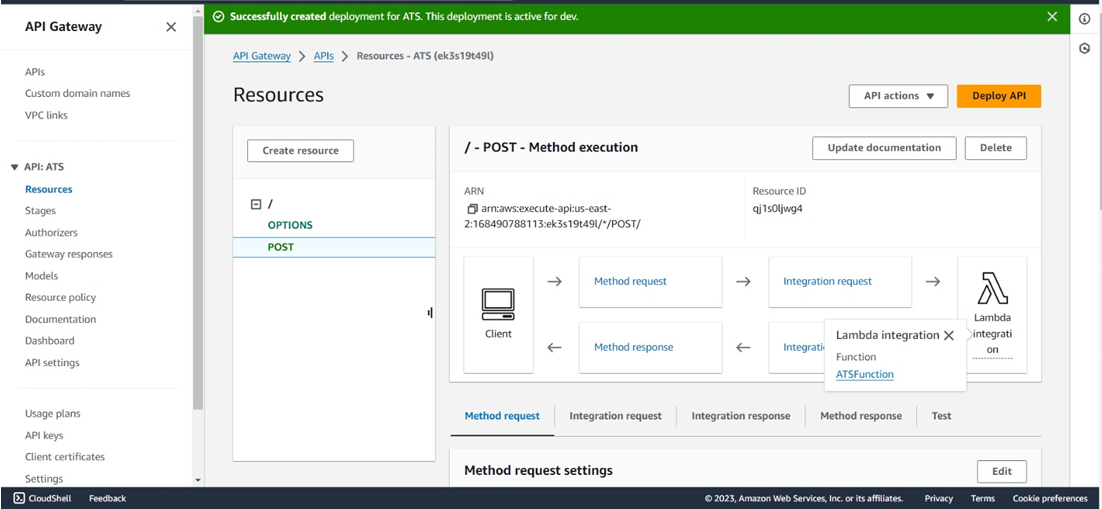 API Gateway
APIs
Custom domain names
VPC links
API: ATS
Resources
Stages
Authorizers
Gateway responses
Models
Resource policy
Documentation
Dashboard
API settings
Usage plans
API keys
Client certificates
Settings
Successfully created deployment for ATS. This deployment is active for dev.
API Gateway
APIs
Resources - ATS (ek3s19t49l)
Resources
API actions
Deploy API
Create resource
/
OPTIONS
POST
/ - POST - Method execution
Update documentation
Delete
ARN
arn:aws:execute-api:us-east-
2:168490788113:ek3s19t49l/*/POST/
Resource ID
qj1s0ljwg4
Client
Method request
Integration request
Method response
Integrati
Lambda
integrati
on
Lambda integration
Function
ATSFunction
Method request
Integration request
Integration response
Method response
Test
Method request settings
Edit
CloudShell
Feedback
© 2023, Amazon Web Services, Inc. or its affiliates.
Privacy
Terms
Cookie preferences